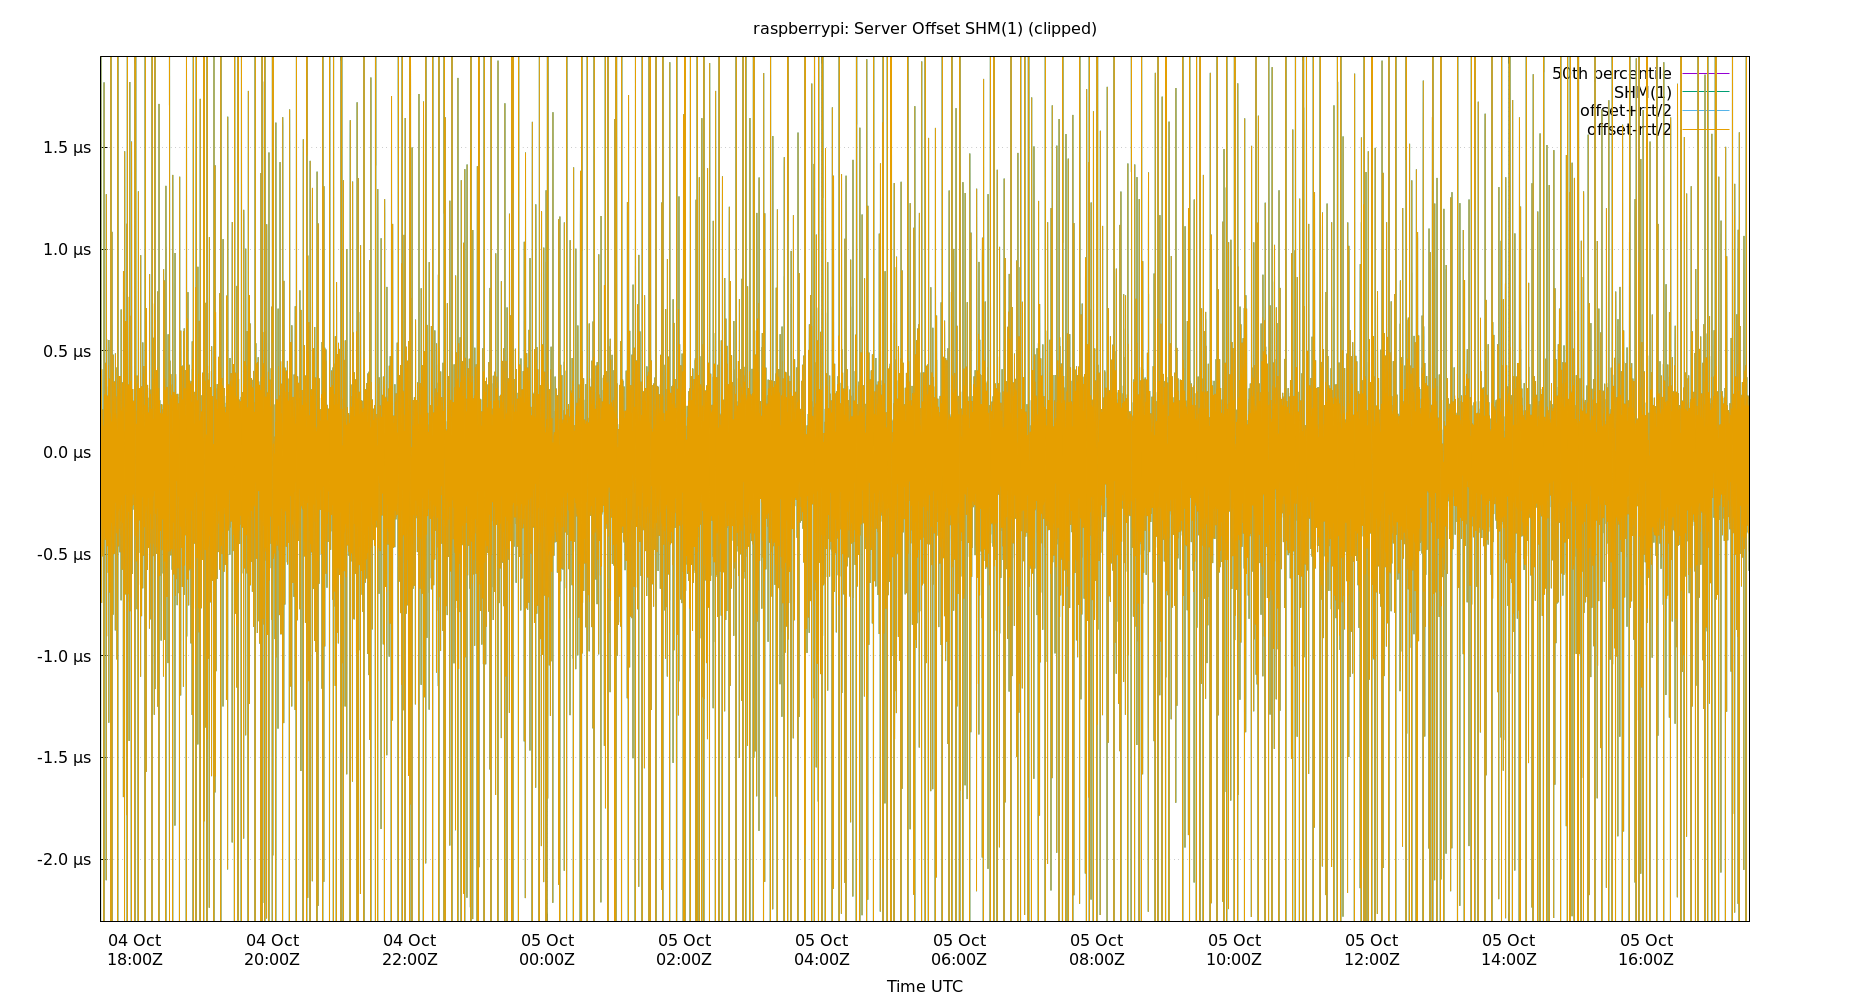 raspberrypi: Server Offset SHM(1) (clipped)
50th percentile
SHM(1)
offset+rtt/2
offset-rtt/2
1.5 µs
1.0 µs
0.5 µs
0.0 µs
-0.5 µs
-1.0 µs
-1.5 µs
-2.0 µs
04 Oct 04 Oct 04 Oct 05 Oct 05 Oct 05 Oct 05 Oct 05 Oct 05 Oct 05 Oct 05 Oct 05 Oct
18:00Z 20:00Z 22:00Z 00:00Z 02:00Z 04:00Z 06:00Z 08:00Z 10:00Z 12:00Z 14:00Z 16:00Z
Time UTC